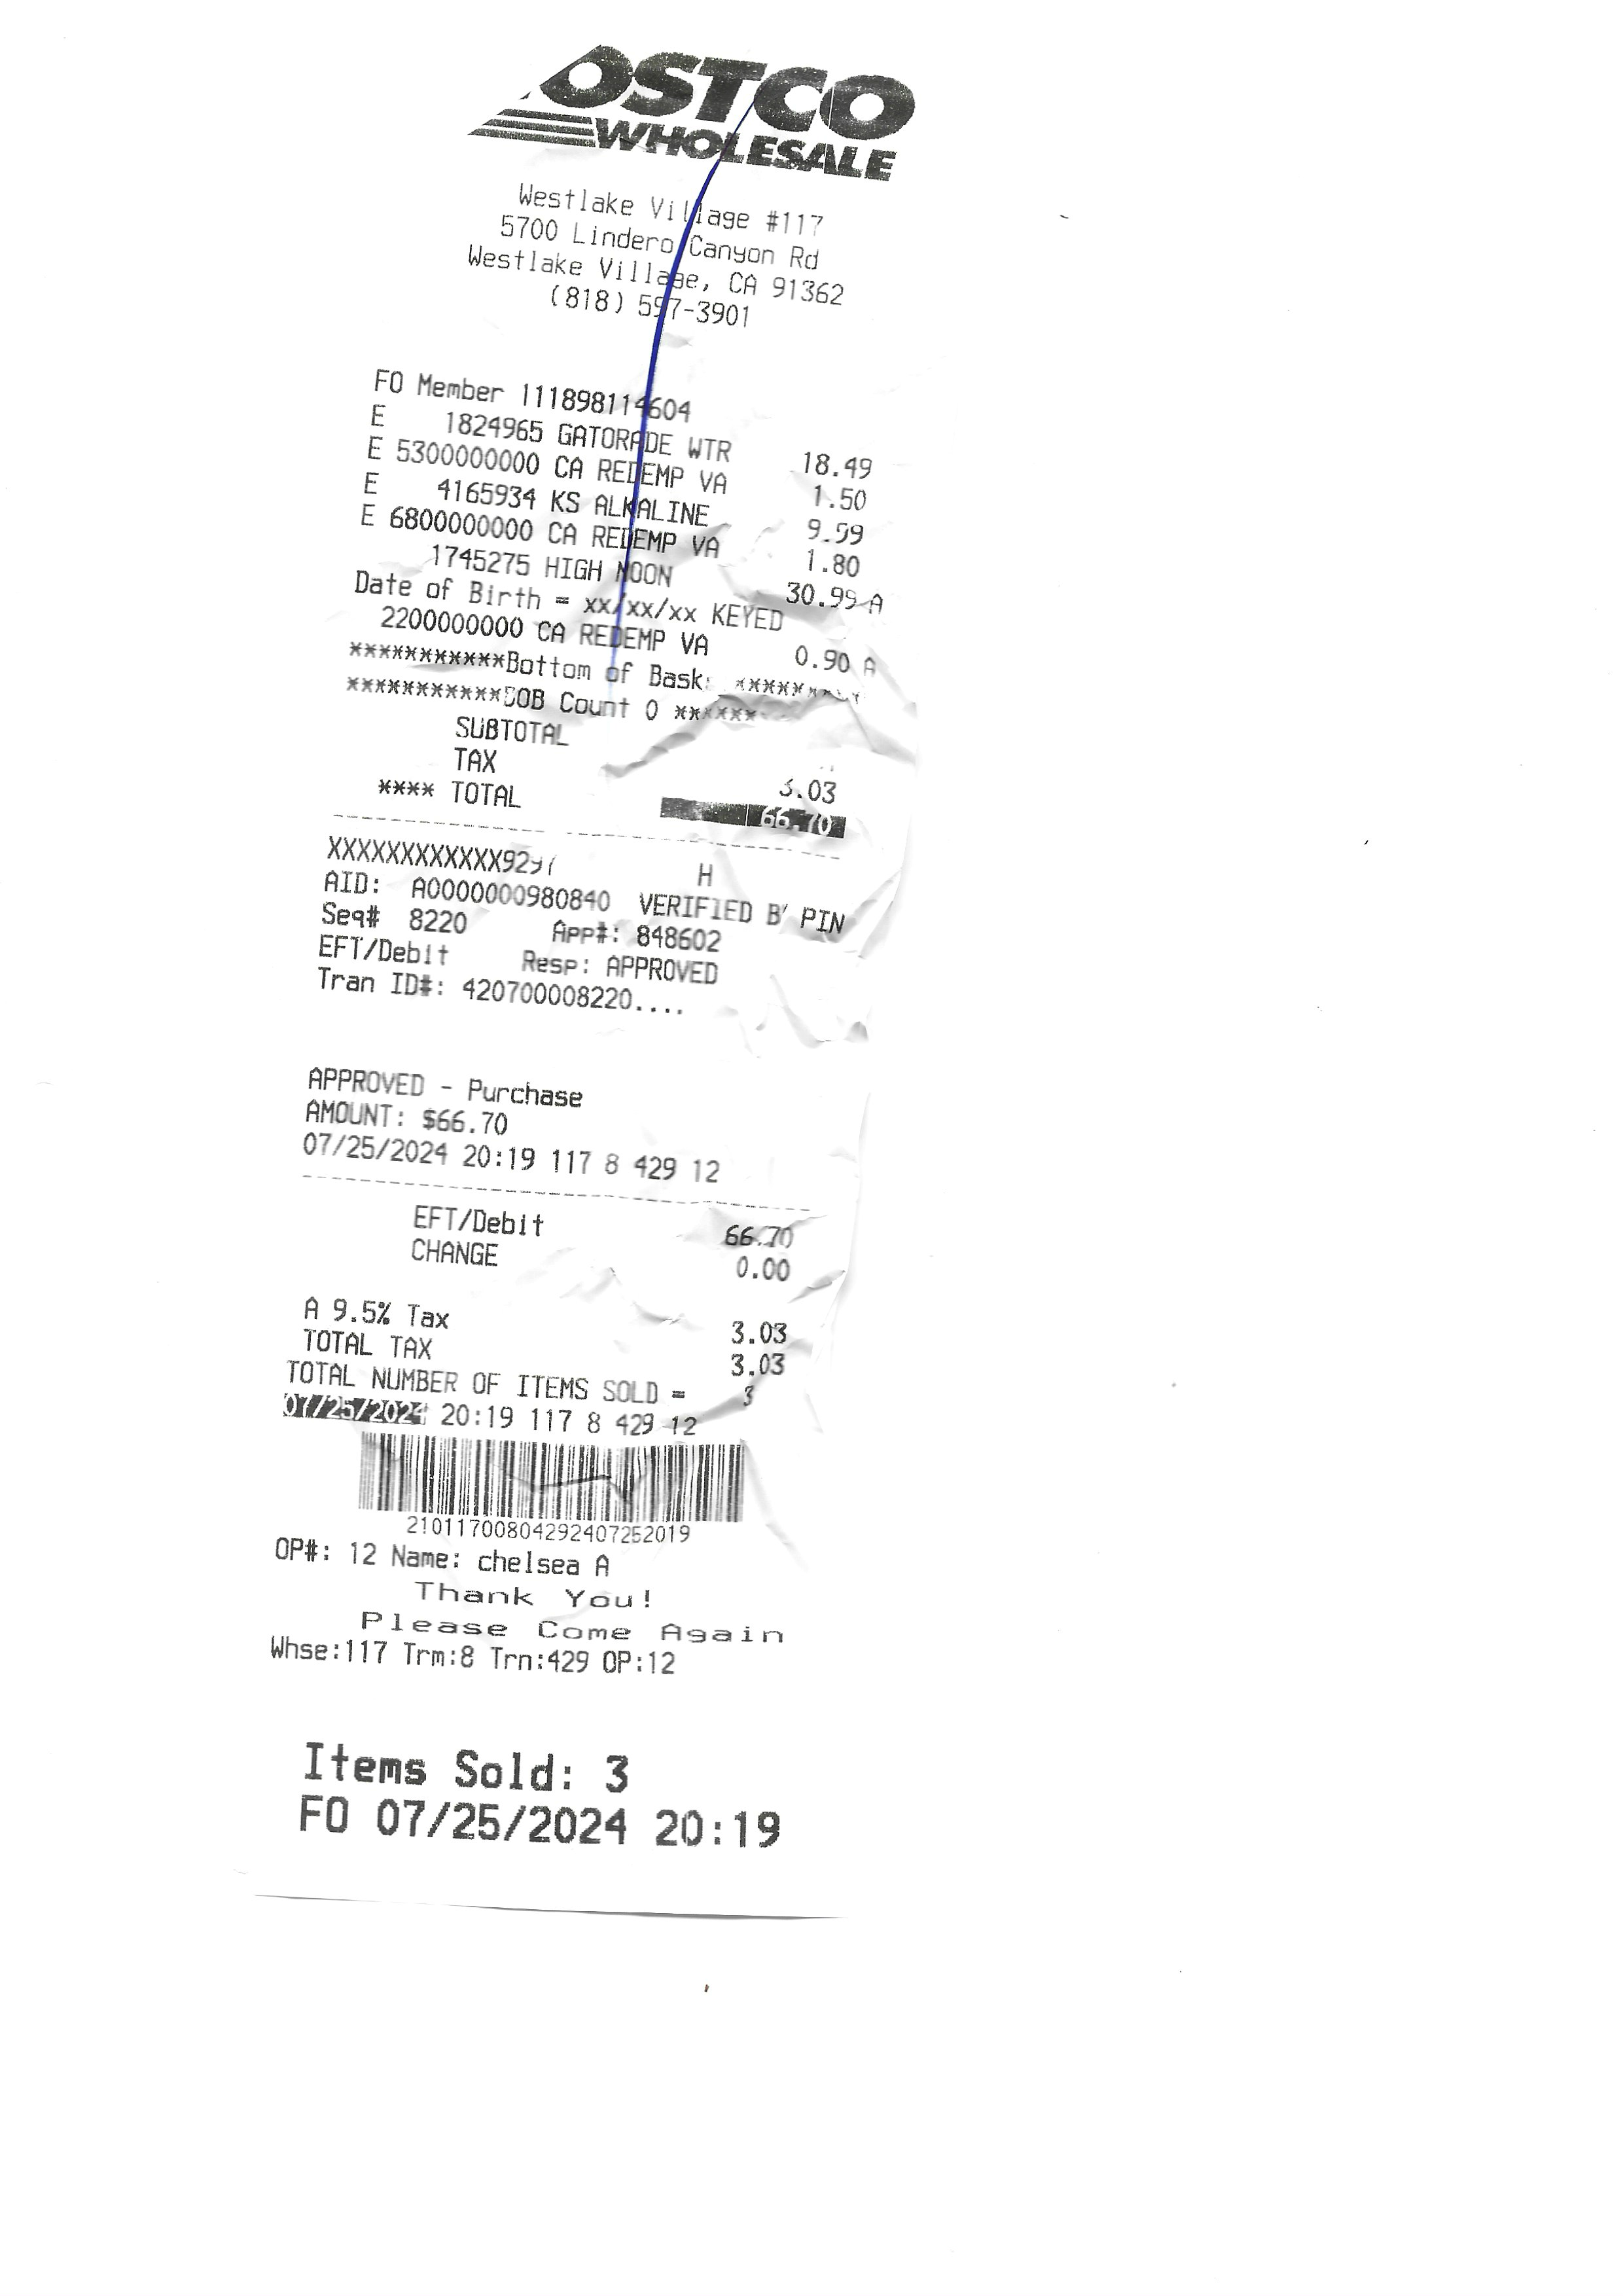 OSTCO
WHOLESALE
Westlake Village #117
5700 Lindero Canyon Rd
Westlake Village, CA 91362
(818) 597-3901
FO Member 111898114604
E 1824965 GATORADE WTR 18.49
E 5300000000 CA REDEMP VA 1.50
E 4165934 KS ALKALINE 9.99
E 6800000000 CA REDEMP VA 1.80
1745275 HIGH NOON 30.99 A
Date of Birth = xx/xx/xx KEYED
2200000000 CA REDEMP VA 0.90 A
***********Bottom of
***********BOB Count 0 ******
SUBTOTAL
TAX 3.03
**** TOTAL 66.70
H
AID: A0000000980840 VERIFIED PIN
Seq# 8220 App#: 848602
EFT/Debit Resp: APPROVED
Tran ID#: 420700008220....
APPROVED - Purchase
AMOUNT: $66.70
07/25/2024 20:19 117 8 429 12
EFT/Debit 66.70
CHANGE 0.00
A 9.5% Tax 3.03
TOTAL TAX 3.03
TOTAL NUMBER OF ITEMS SOLD = 3
07/25/2024 20:19 117 8 429 12
21011700804292407252019
OP#: 12 Name: chelsea A
Thank You!
Please Come Again
Whse:117 Trm:8 Trn:429 OP:12
Items Sold: 3
FO 07/25/2024 20:19